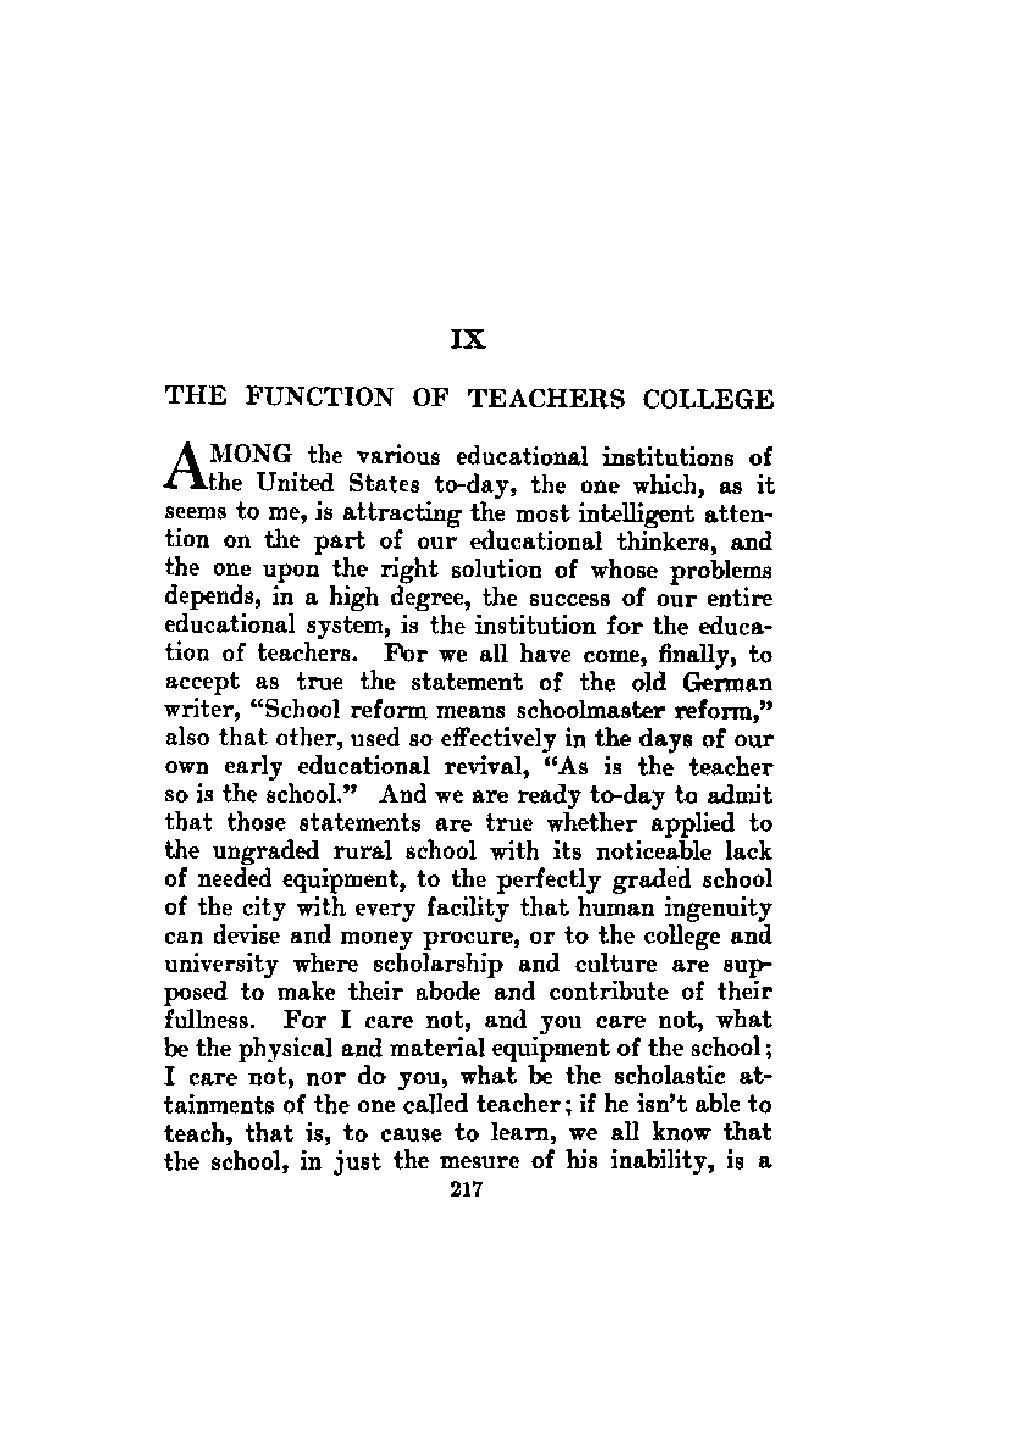 IX
THE FUNCTION OF TEACHERS COLLEGE
AMONG the various educational institutions of
the United States to-day, the one which, as it
seems to me, is attracting the most intelligent atten-
tion on the part of our educational thinkers, and
the one upon the right solution of whose problems
depends, in a high degree, the success of our entire
educational system, is the institution for the educa-
tion of teachers. For we all have come, finally, to
accept as true the statement of the old German
writer, “School reform means schoolmaster reform,”
also that other, used so effectively in the days of our
own early educational revival, “As is the teacher
so is the school.” And we are ready to-day to admit
that those statements are true whether applied to
the ungraded rural school with its noticeable lack
of needed equipment, to the perfectly graded school
of the city with every facility that human ingenuity
can devise and money procure, or to the college and
university where scholarship and culture are sup-
posed to make their abode and contribute of their
fullness. For I care not, and you care not, what
be the physical and material equipment of the school;
I care not, nor do you, what be the scholastic at-
tainments of the one called teacher; if he isn't able to
teach, that is, to cause to learn, we all know that
the school, in just the mesure of his inability, is a
217